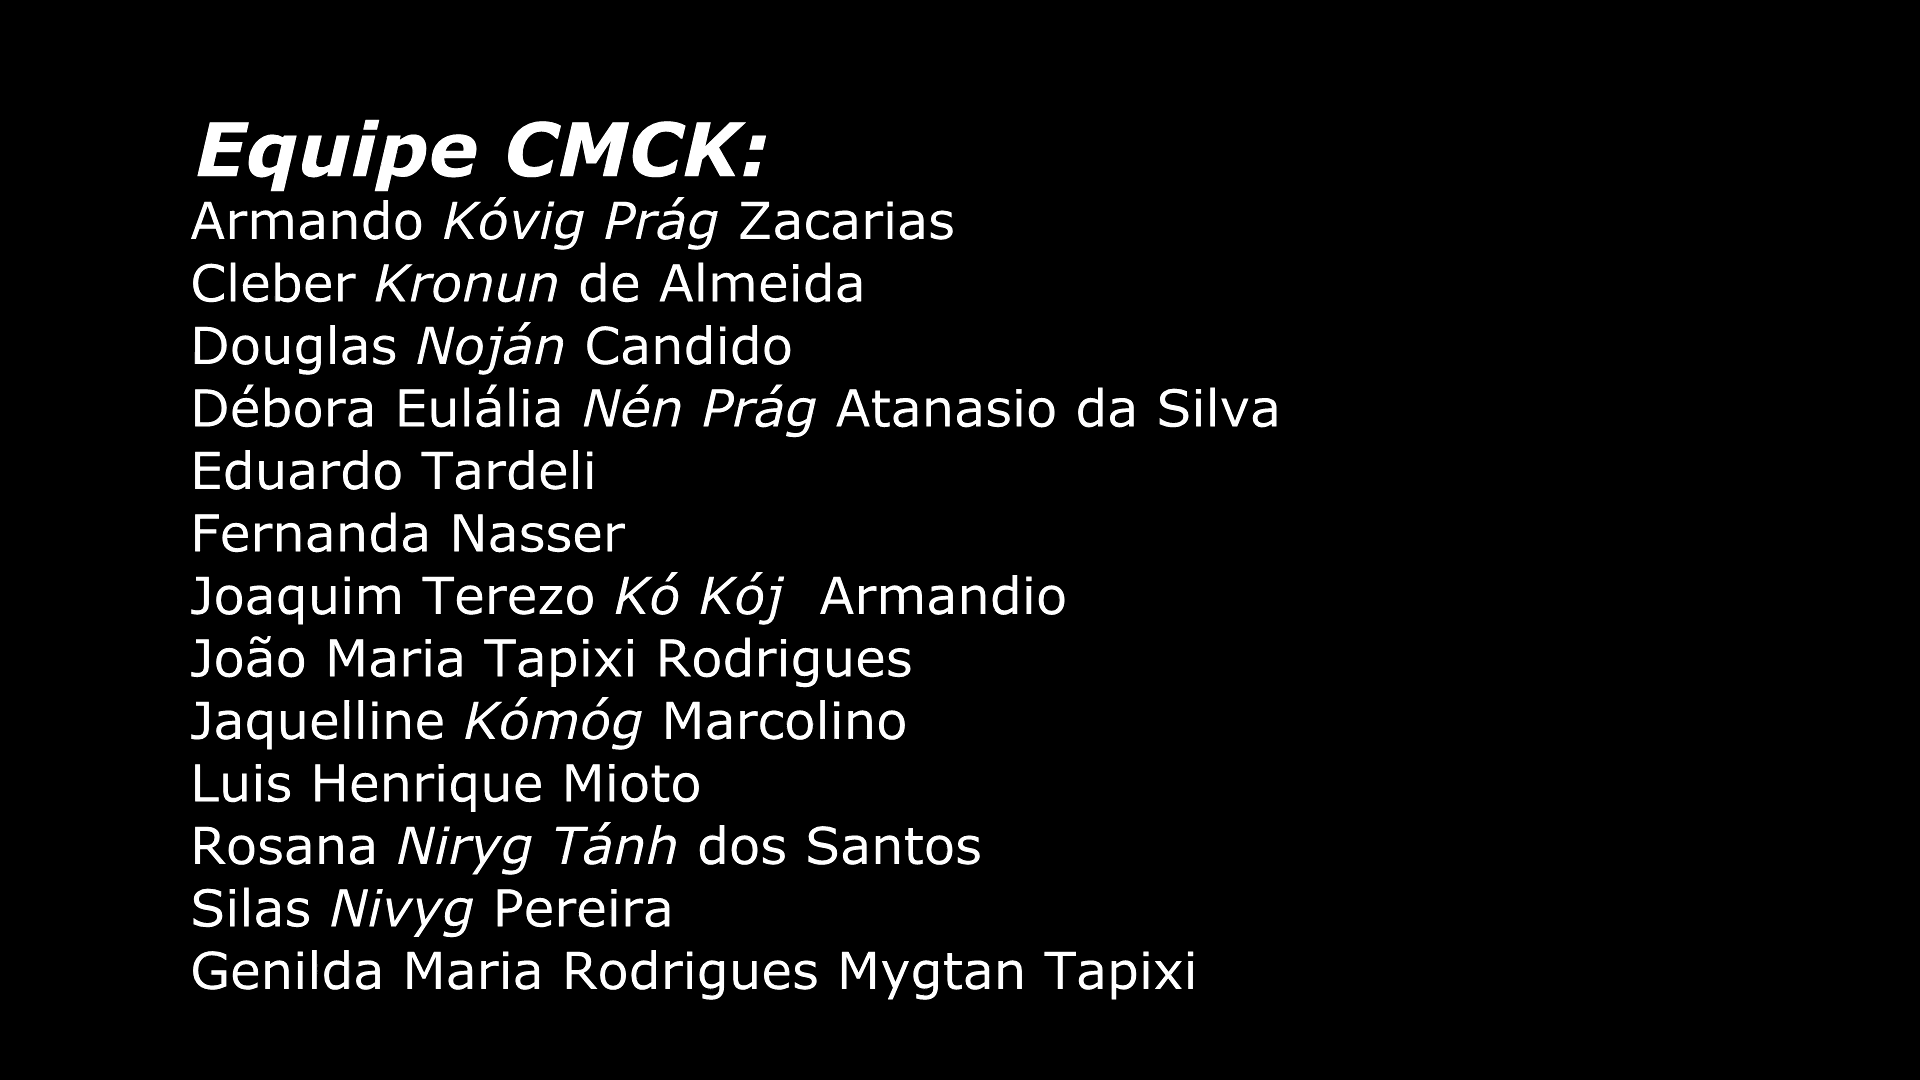 Equipe CMCK:
Armando Kóvig Prág Zacarias
Cleber Kronun de Almeida
Douglas Noján Candido
Débora Eulália Nén Prág Atanasio da Silva
Eduardo Tardeli
Fernanda Nasser
Joaquim Terezo Kó Kój  Armandio
João Maria Tapixi Rodrigues
Jaquelline Kómóg Marcolino
Luis Henrique Mioto
Rosana Niryg Tánh dos Santos
Silas Nivyg Pereira
Genilda Maria Rodrigues Mygtan Tapixi